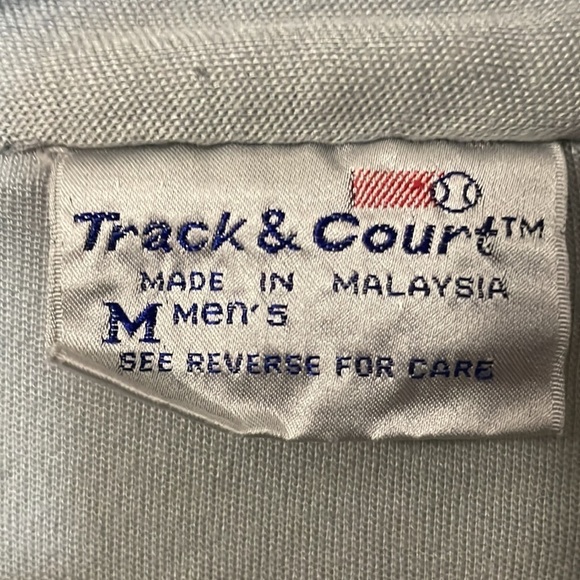 Track & Court™
MADE IN MALAYSIA
M Men's
SEE REVERSE FOR CARE